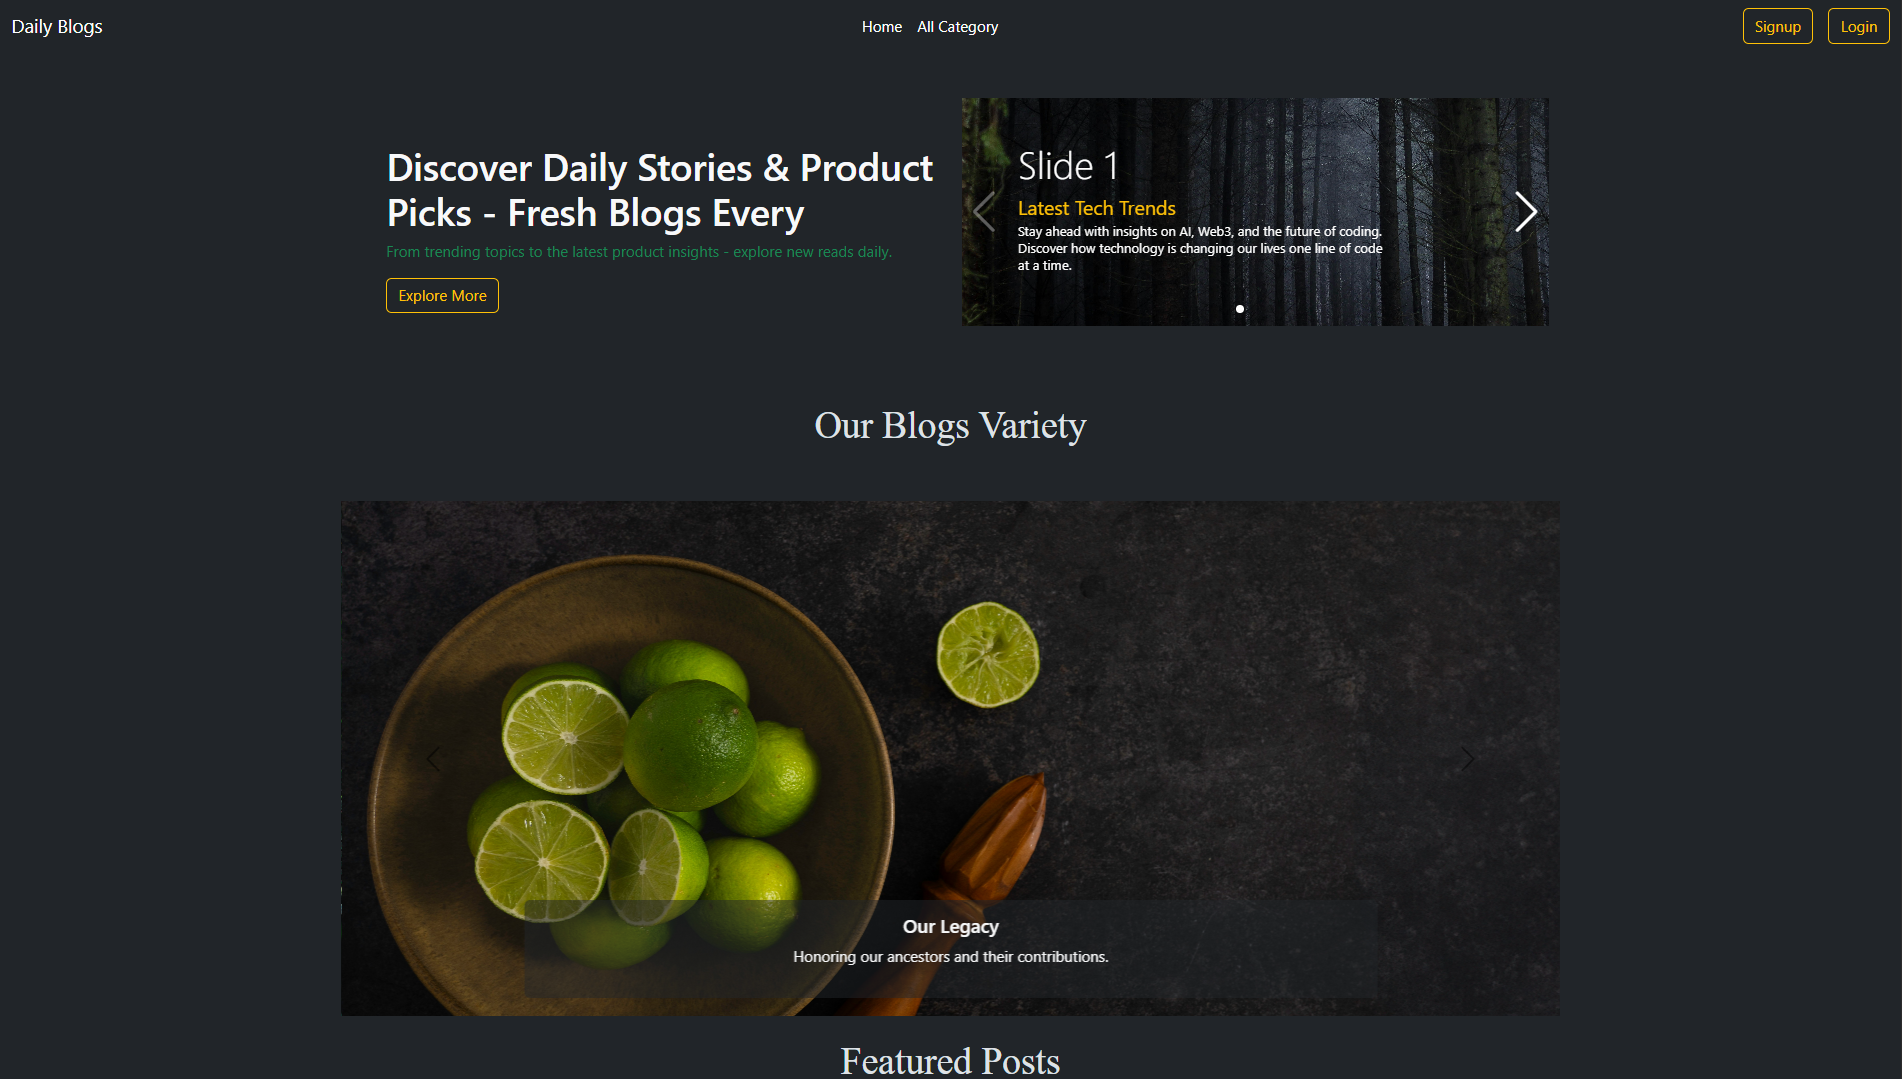 Daily Blogs
Home
All Category
Signup
Login
Discover Daily Stories & Product
Picks - Fresh Blogs Every
From trending topics to the latest product insights - explore new reads daily.
Explore More
Slide 1
Latest Tech Trends
Stay ahead with insights on AI, Web3, and the future of coding.
Discover how technology is changing our lives one line of code
at a time.
Our Blogs Variety
Our Legacy
Honoring our ancestors and their contributions.
Featured Posts